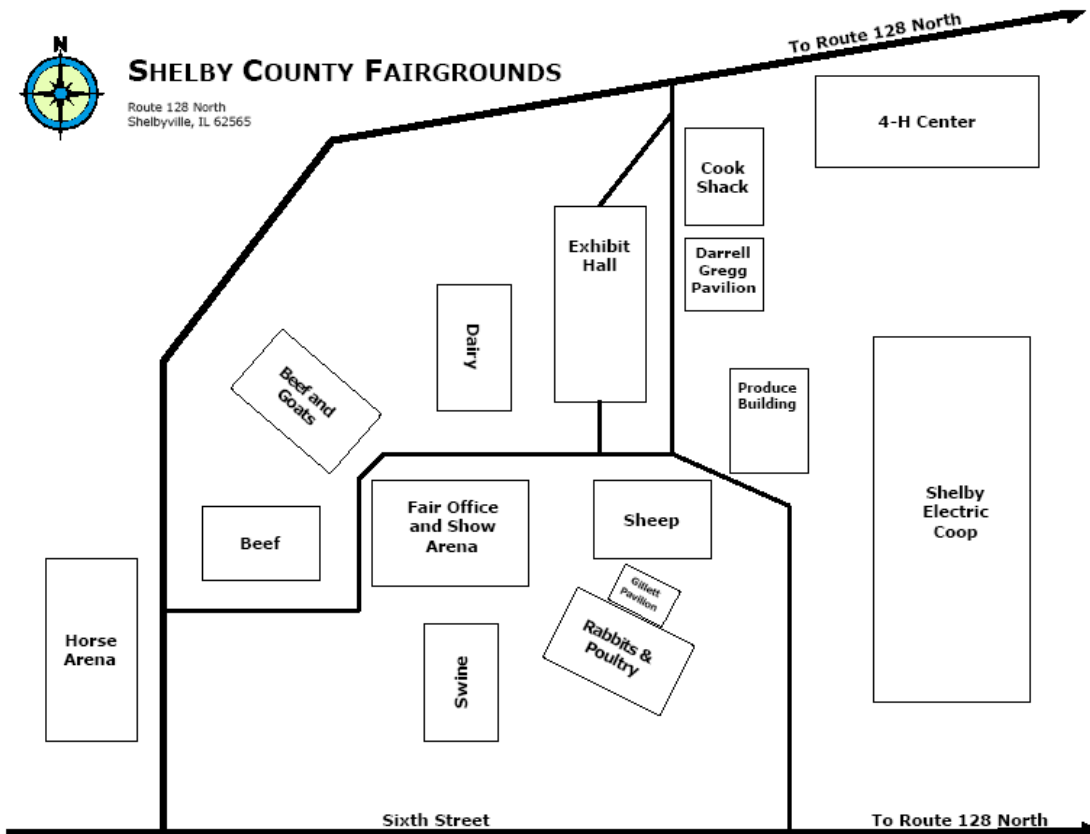 N
SHELBY COUNTY FAIRGROUNDS
Route 128 North
Shelbyville, IL 62565
To Route 128 North
4-H Center
Cook
Shack
Exhibit
Hall
Darrell
Gregg
Pavilion
Dairy
Beef and
Goats
Produce
Building
Fair Office
and Show
Arena
Sheep
Shelby
Electric
Coop
Beef
Gillett
Pavilion
Horse
Arena
Rabbits &
Poultry
Swine
Sixth Street
To Route 128 North